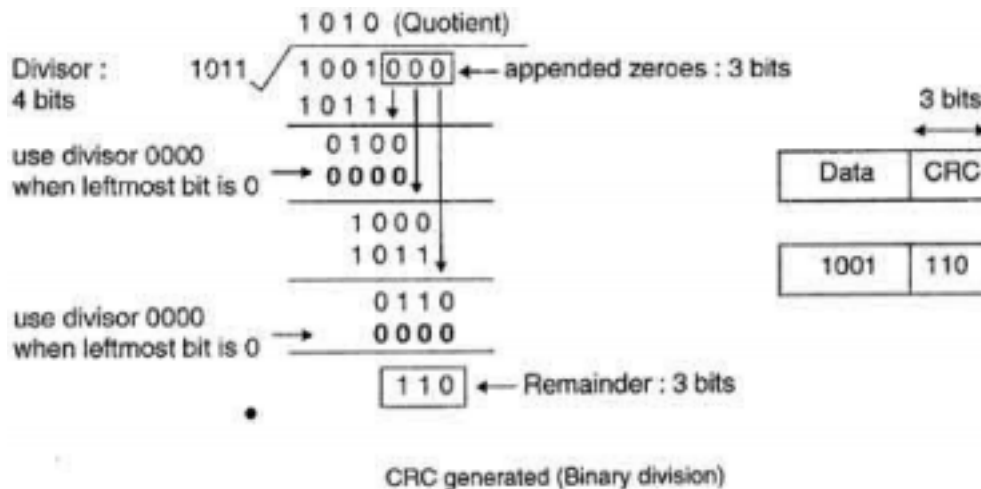 1 0 1 0 (Quotient)
Divisor : 1011 1 0 0 1 0 0 0 appended zeroes : 3 bits
4 bits 1 0 1 1
3 bits
0 1 0 0
use divisor 0000
when leftmost bit is 0 0 0 0 0
Data CRC
1 0 0 0
1 0 1 1
1001 110
0 1 1 0
use divisor 0000
when leftmost bit is 0 0 0 0 0
1 1 0 Remainder : 3 bits
CRC generated (Binary division)